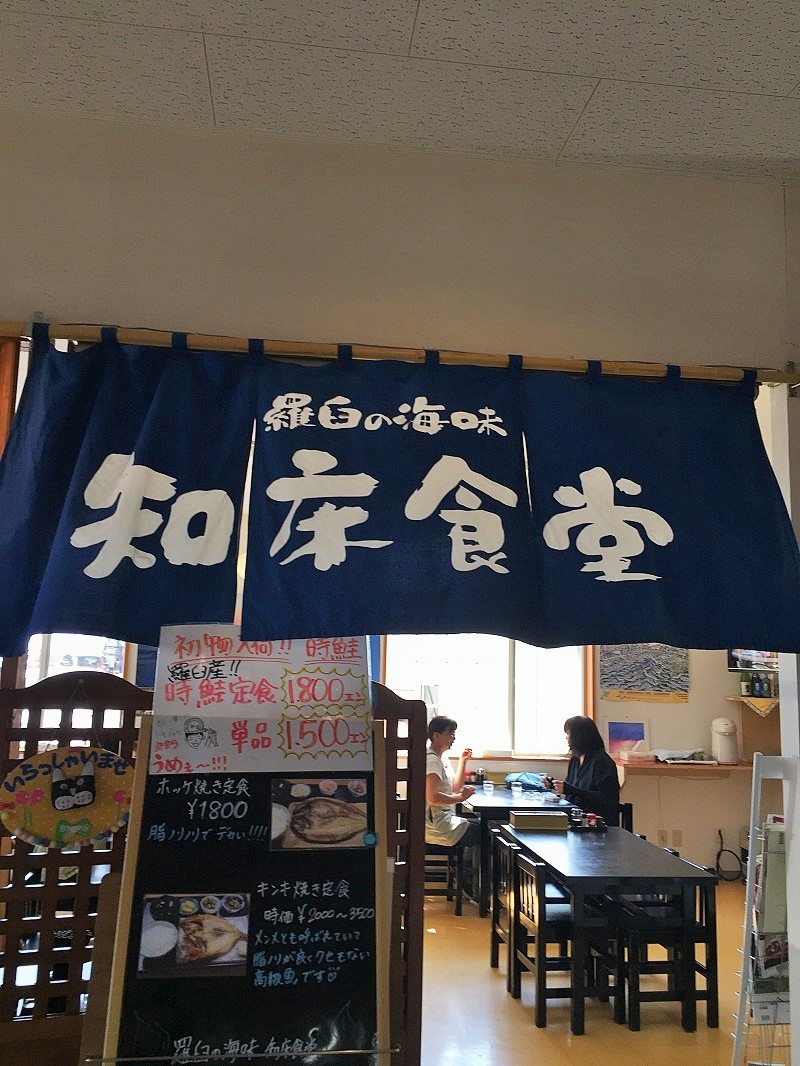 羅臼の海味
知床食堂
初物入荷!! 時鮭
羅臼産!!
時鮭定食 1.800エン
単品 1.500エン
うめぇ〜!!!
いらっしゃいませ
ホッケ焼き定食
¥1800
脂ノリノリでデカい!!!!
キンキ焼き定食
時価¥2000〜3500
メンメとも呼ばれていて
脂ノリが良くクセもない
高級魚です♡
羅臼の海味 知床食堂